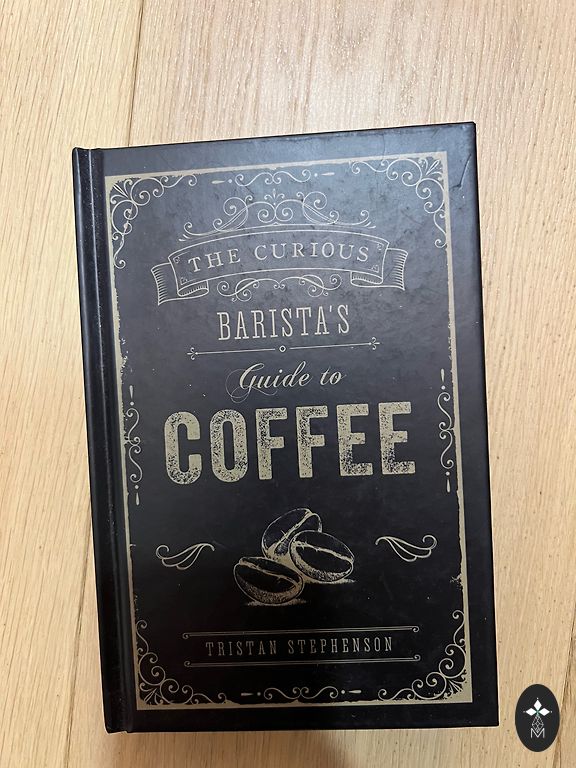 THE CURIOUS
BARISTA'S
Guide to
COFFEE
TRISTAN STEPHENSON